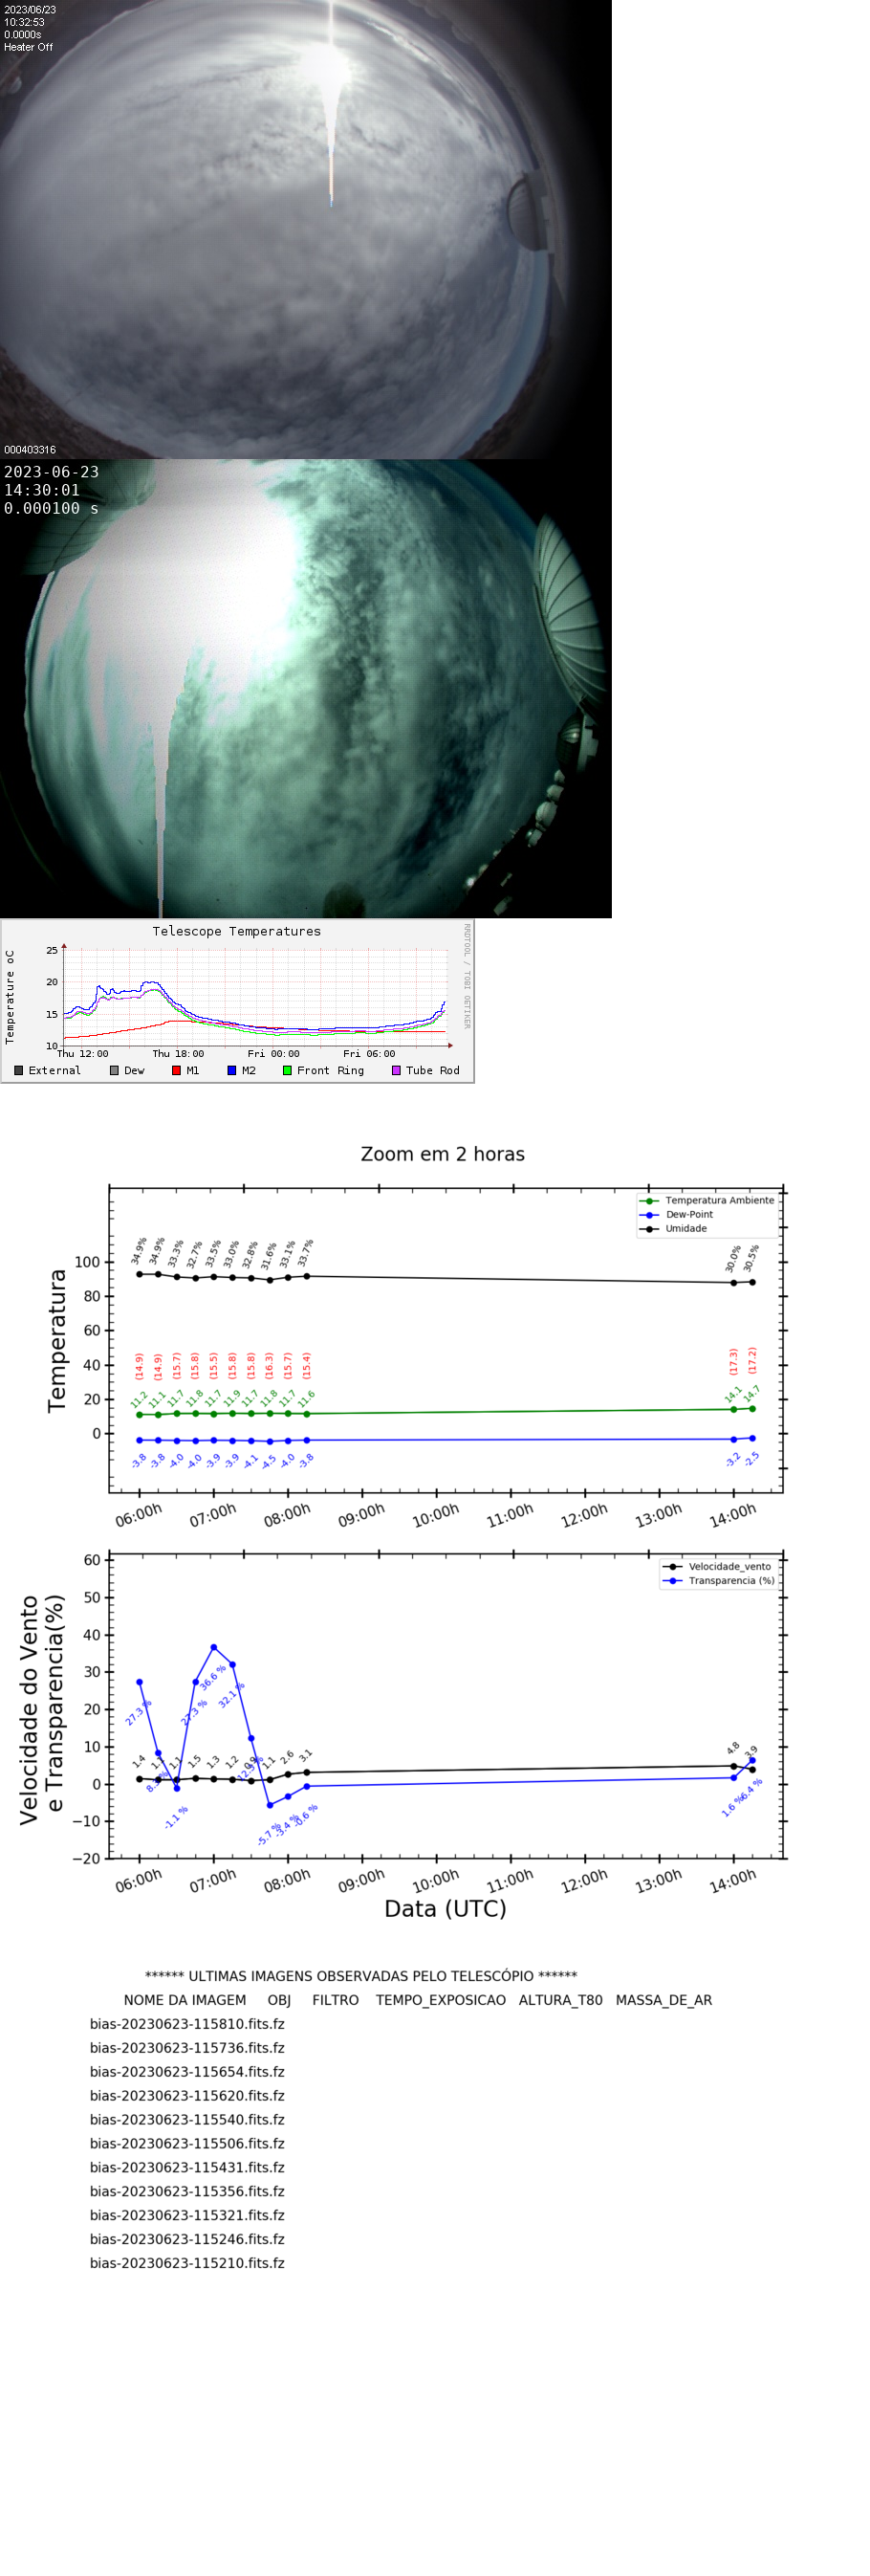 2023/06/23
10:32:53
0.0000s
Heater Off
000403316
2023-06-23
14:30:01
0.000100 s
Telescope Temperatures
RRDTOOL / TOBI OETIKER
Temperature oC
25
20
15
10
Thu 12:00 Thu 18:00 Fri 00:00 Fri 06:00
External Dew M1 M2 Front Ring Tube Rod
Zoom em 2 horas
Temperatura Ambiente
Dew-Point
Umidade
Temperatura
100
80
60
40
20
0
34.9% 34.9% 33.3% 32.7% 33.5% 33.0% 32.8% 31.6% 33.1% 33.7% 30.0% 30.5%
(14.9) (14.9) (15.7) (15.8) (15.5) (15.8) (15.8) (16.3) (15.7) (15.4) (17.3) (17.2)
11.2 11.1 11.7 11.8 11.7 11.9 11.7 11.8 11.7 11.6 14.1 14.7
-3.8 -3.8 -4.0 -4.0 -3.9 -3.9 -4.1 -4.5 -4.0 -3.8 -3.2 -2.5
06:00h 07:00h 08:00h 09:00h 10:00h 11:00h 12:00h 13:00h 14:00h
Velocidade_vento
Transparencia (%)
Velocidade do Vento
e Transparencia(%)
60
50
40
30
20
10
0
−10
−20
1.4 1.1 1.5 1.3 1.2 1.1 2.6 3.1 4.8 3.9
27.3 % -1.1 % 27.3 % 36.6 % 32.1 % -5.7 % -3.4 % -0.6 % 1.6 % 6.4 %
06:00h 07:00h 08:00h 09:00h 10:00h 11:00h 12:00h 13:00h 14:00h
Data (UTC)
****** ULTIMAS IMAGENS OBSERVADAS PELO TELESCÓPIO ******
NOME DA IMAGEM OBJ FILTRO TEMPO_EXPOSICAO ALTURA_T80 MASSA_DE_AR
bias-20230623-115810.fits.fz
bias-20230623-115736.fits.fz
bias-20230623-115654.fits.fz
bias-20230623-115620.fits.fz
bias-20230623-115540.fits.fz
bias-20230623-115506.fits.fz
bias-20230623-115431.fits.fz
bias-20230623-115356.fits.fz
bias-20230623-115321.fits.fz
bias-20230623-115246.fits.fz
bias-20230623-115210.fits.fz